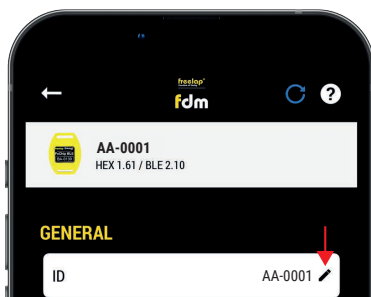 freelap
fdm
?
AA-0001
HEX 1.61 / BLE 2.10
GENERAL
ID AA-0001